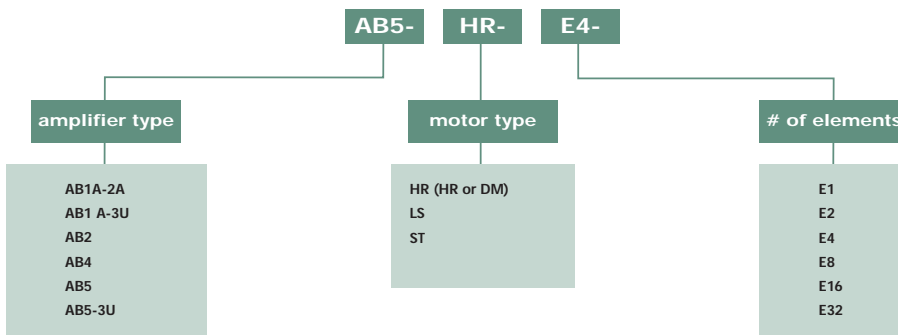 AB5- HR- E4-
amplifier type
motor type
# of elements
AB1A-2A
AB1 A-3U
AB2
AB4
AB5
AB5-3U
HR (HR or DM)
LS
ST
E1
E2
E4
E8
E16
E32